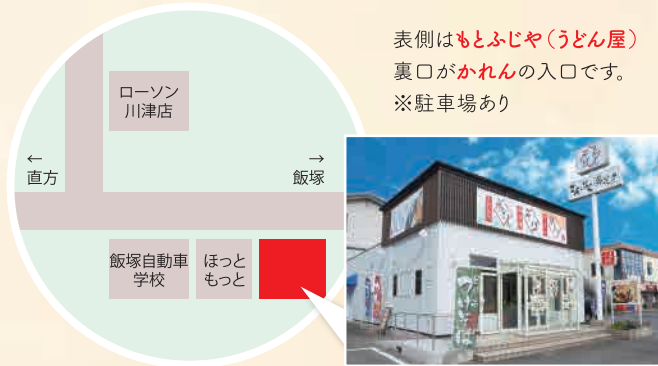 表側はもとふじや（うどん屋）
裏口がかれんの入口です。
※駐車場あり
ローソン
川津店
←
直方
→
飯塚
飯塚自動車
学校
ほっと
もっと